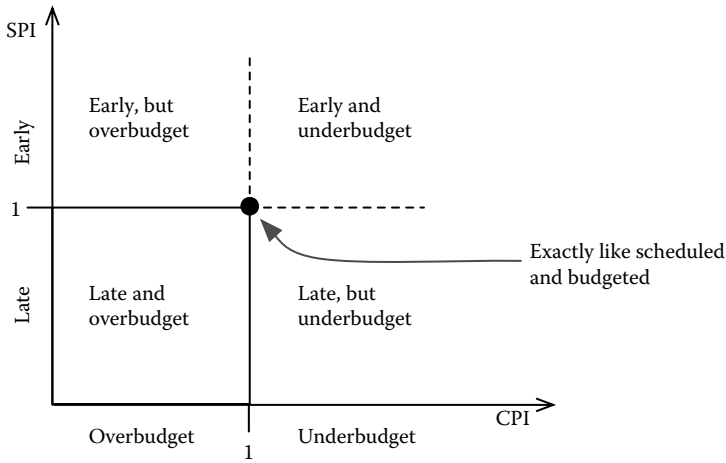 SPI
Early
Early, but
overbudget
Early and
underbudget
1
Exactly like scheduled
and budgeted
Late
Late and
overbudget
Late, but
underbudget
CPI
Overbudget
1
Underbudget